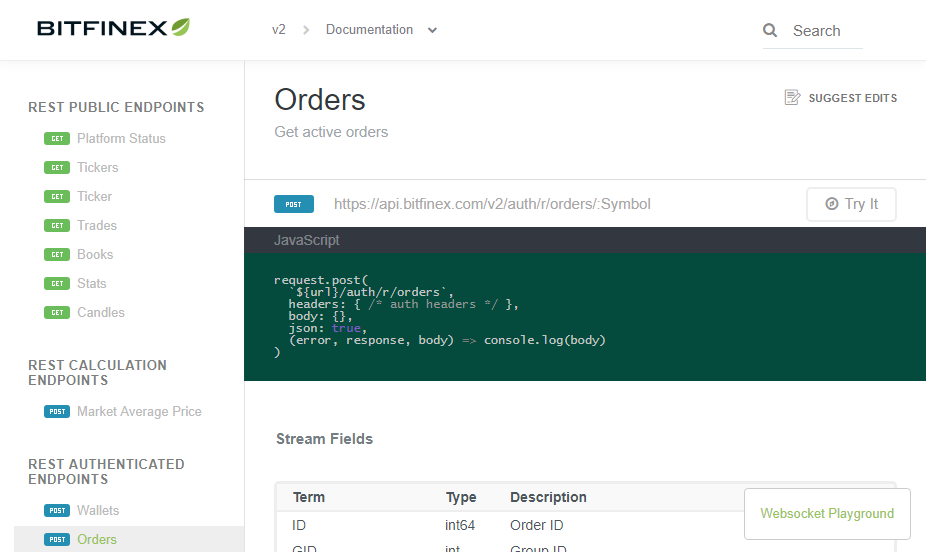 BITFINEX
v2 > Documentation
Search
REST PUBLIC ENDPOINTS
GET Platform Status
GET Tickers
GET Ticker
GET Trades
GET Books
GET Stats
GET Candles
REST CALCULATION
ENDPOINTS
POST Market Average Price
REST AUTHENTICATED
ENDPOINTS
POST Wallets
POST Orders
Orders
SUGGEST EDITS
Get active orders
POST https://api.bitfinex.com/v2/auth/r/orders/:Symbol
Try It
JavaScript
request.post(
`${url}/auth/r/orders`,
headers: { /* auth headers */ },
body: {},
json: true,
(error, response, body) => console.log(body)
)
Stream Fields
Term Type Description
ID int64 Order ID
GID int Group ID
Websocket Playground